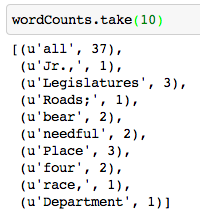 wordCounts.take(10)
[(u'all', 37),
(u'Jr.,', 1),
(u'Legislatures', 3),
(u'Roads;', 1),
(u'bear', 2),
(u'needful', 2),
(u'Place', 3),
(u'four', 2),
(u'race,', 1),
(u'Department', 1)]